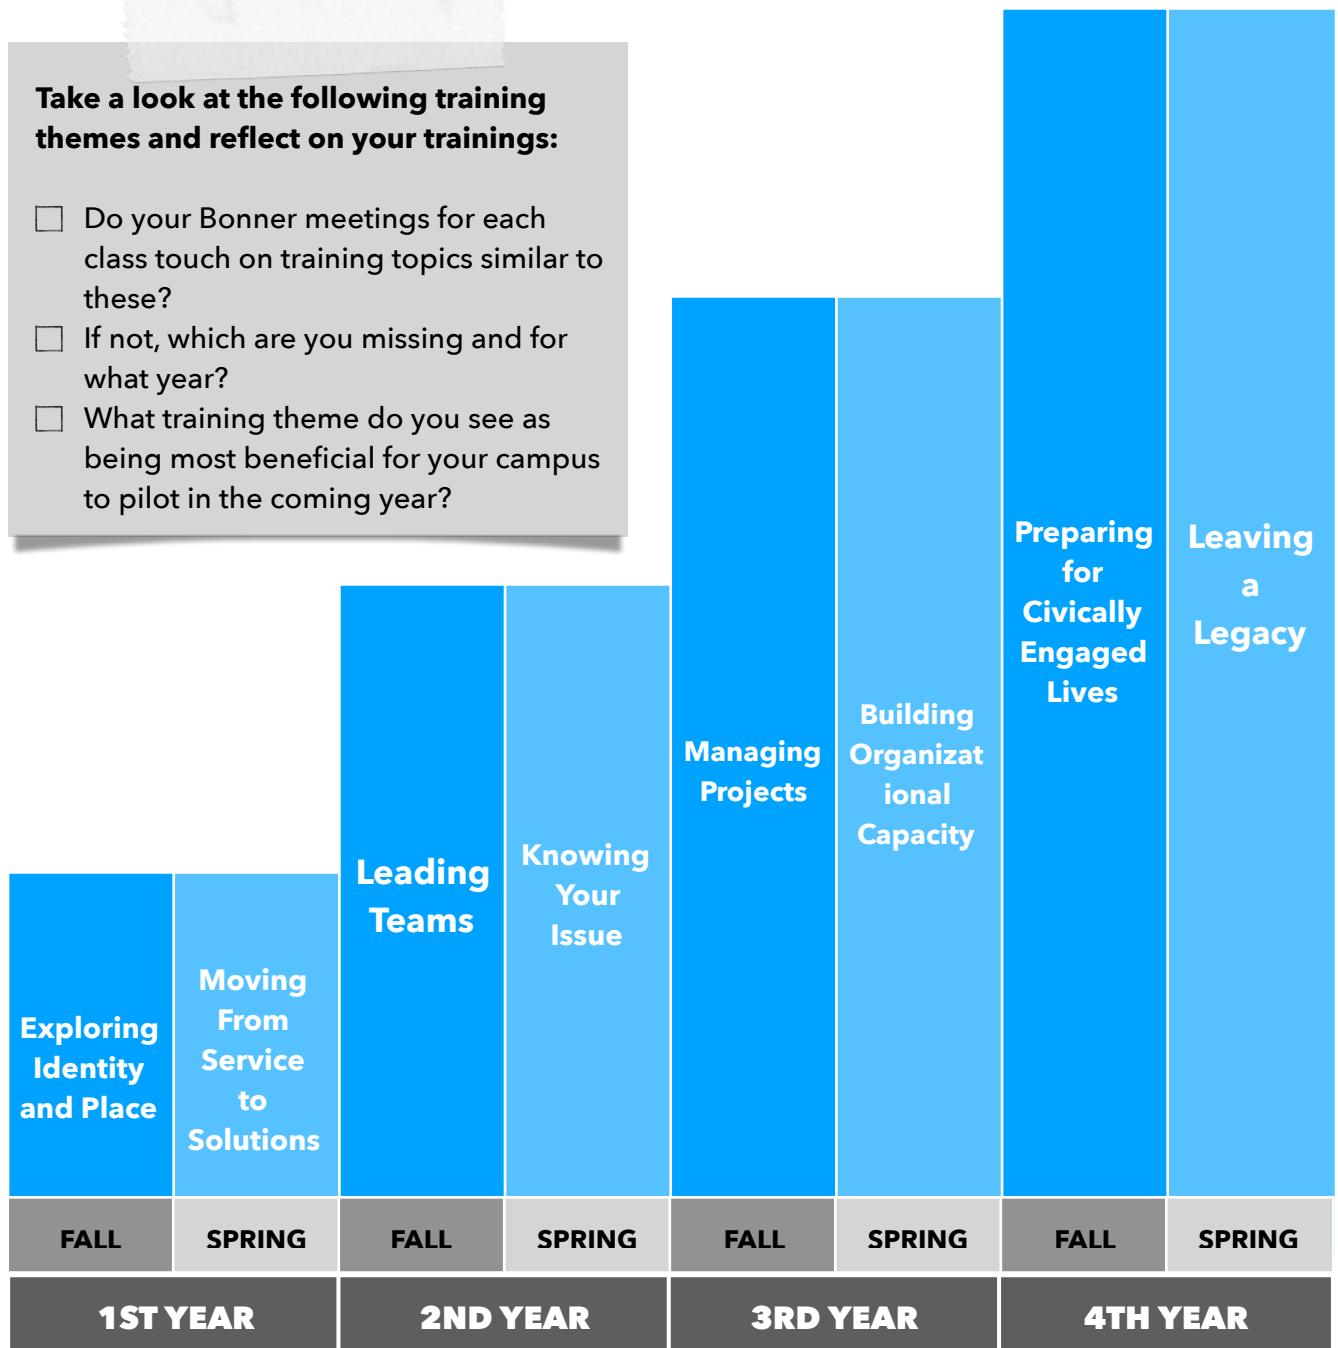 Take a look at the following training
themes and reflect on your trainings:
Do your Bonner meetings for each
class touch on training topics similar to
these?
If not, which are you missing and for
what year?
What training theme do you see as
being most beneficial for your campus
to pilot in the coming year?
Exploring
Identity
and Place
Moving
From
Service
to
Solutions
Leading
Teams
Knowing
Your
Issue
Managing
Projects
Building
Organizat
ional
Capacity
Preparing
for
Civically
Engaged
Lives
Leaving
a
Legacy
FALL
SPRING
FALL
SPRING
FALL
SPRING
FALL
SPRING
1ST YEAR
2ND YEAR
3RD YEAR
4TH YEAR